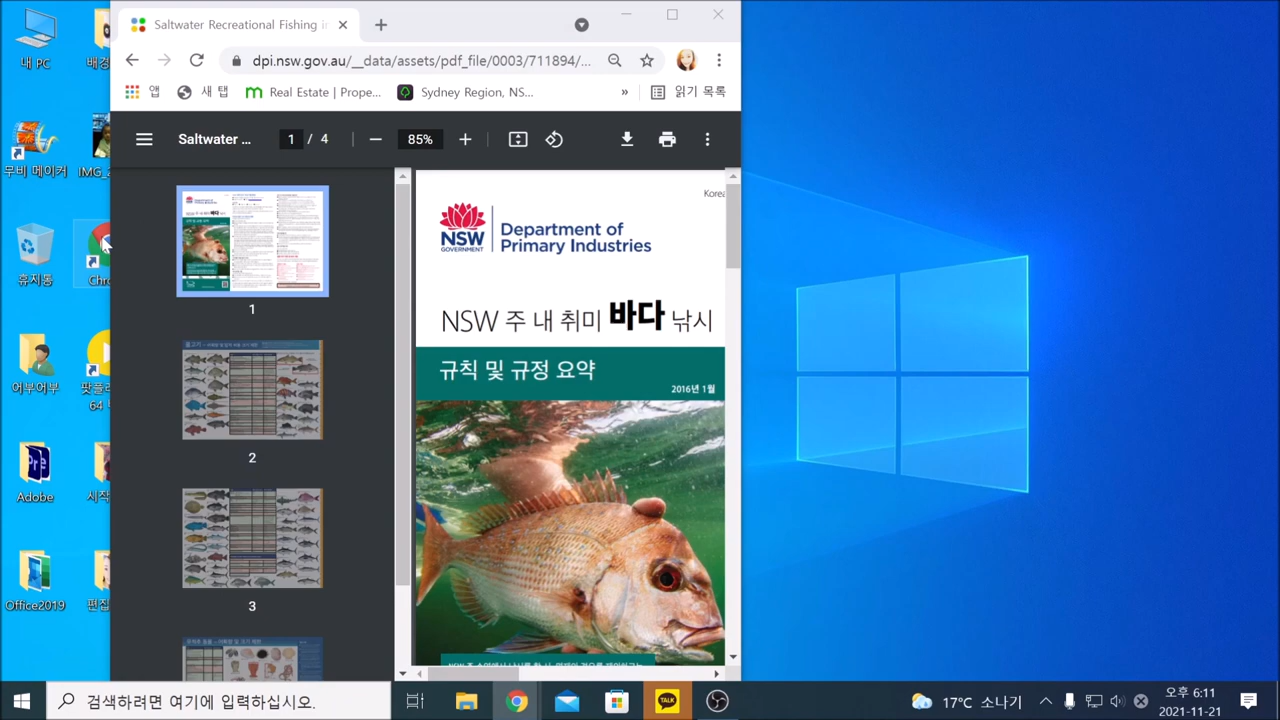 내 PC
배경
무비 메이커
IMG_2
휴지통
Chro
어부어부
팟플레
64
Adobe
시작
Office2019
편집
Saltwater Recreational Fishing in
dpi.nsw.gov.au/__data/assets/pdf_file/0003/711894/...
앱
새 탭
Real Estate | Prope...
Sydney Region, NS...
»
읽기 목록
Saltwater ...
1 / 4
85%
1
2
3
Korea
NSW
GOVERNMENT
Department of
Primary Industries
NSW 주 내 취미 바다 낚시
규칙 및 규정 요약
2016년 1월
검색하려면 여기에 입력하십시오.
TALK
17°C 소나기
오후 6:11
2021-11-21